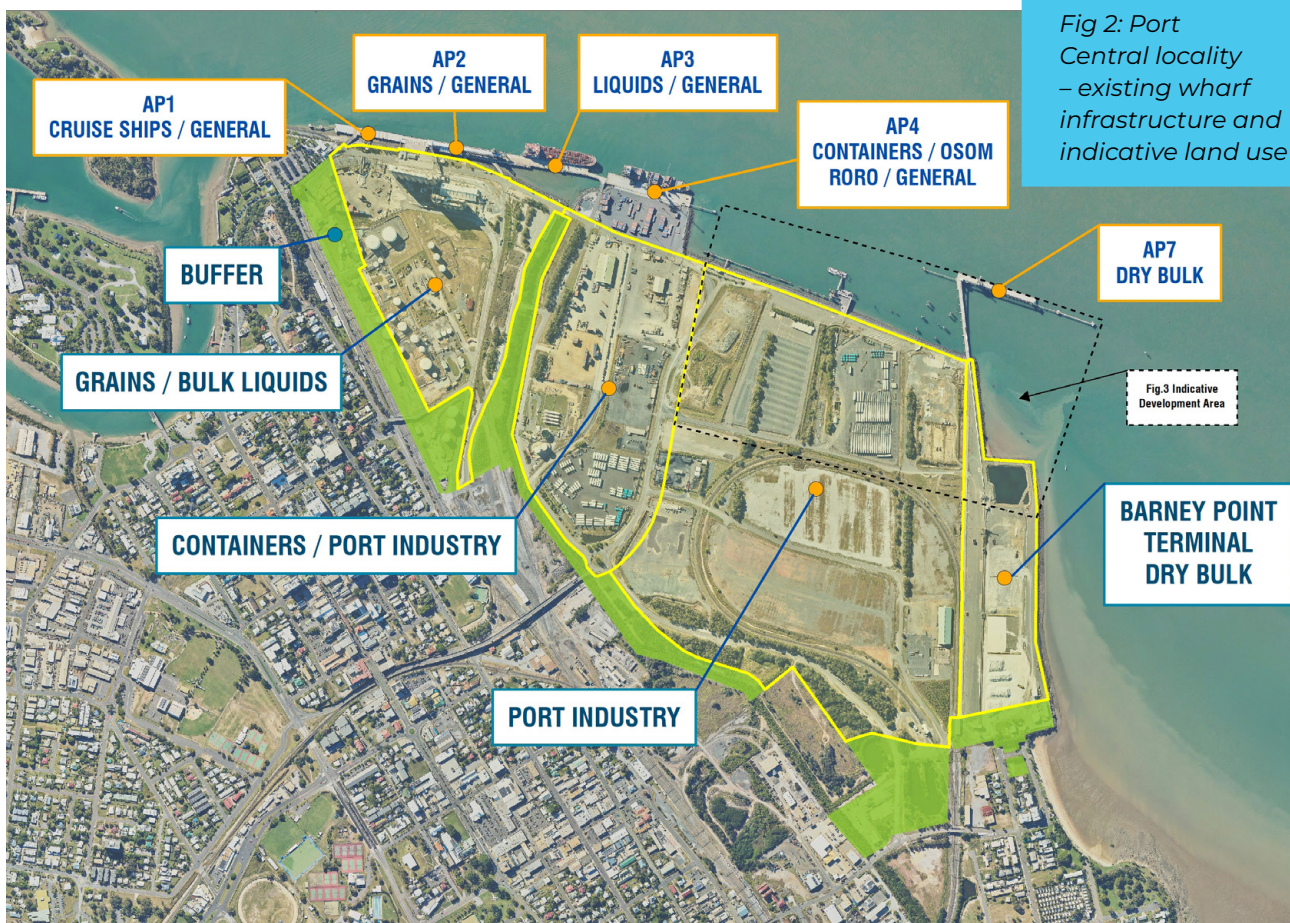 Fig 2: Port
Central locality
– existing wharf
infrastructure and
indicative land use
AP1
CRUISE SHIPS / GENERAL
AP2
GRAINS / GENERAL
AP3
LIQUIDS / GENERAL
AP4
CONTAINERS / OSOM
RORO / GENERAL
AP7
DRY BULK
BUFFER
GRAINS / BULK LIQUIDS
Fig.3 Indicative
Development Area
CONTAINERS / PORT INDUSTRY
BARNEY POINT
TERMINAL
DRY BULK
PORT INDUSTRY